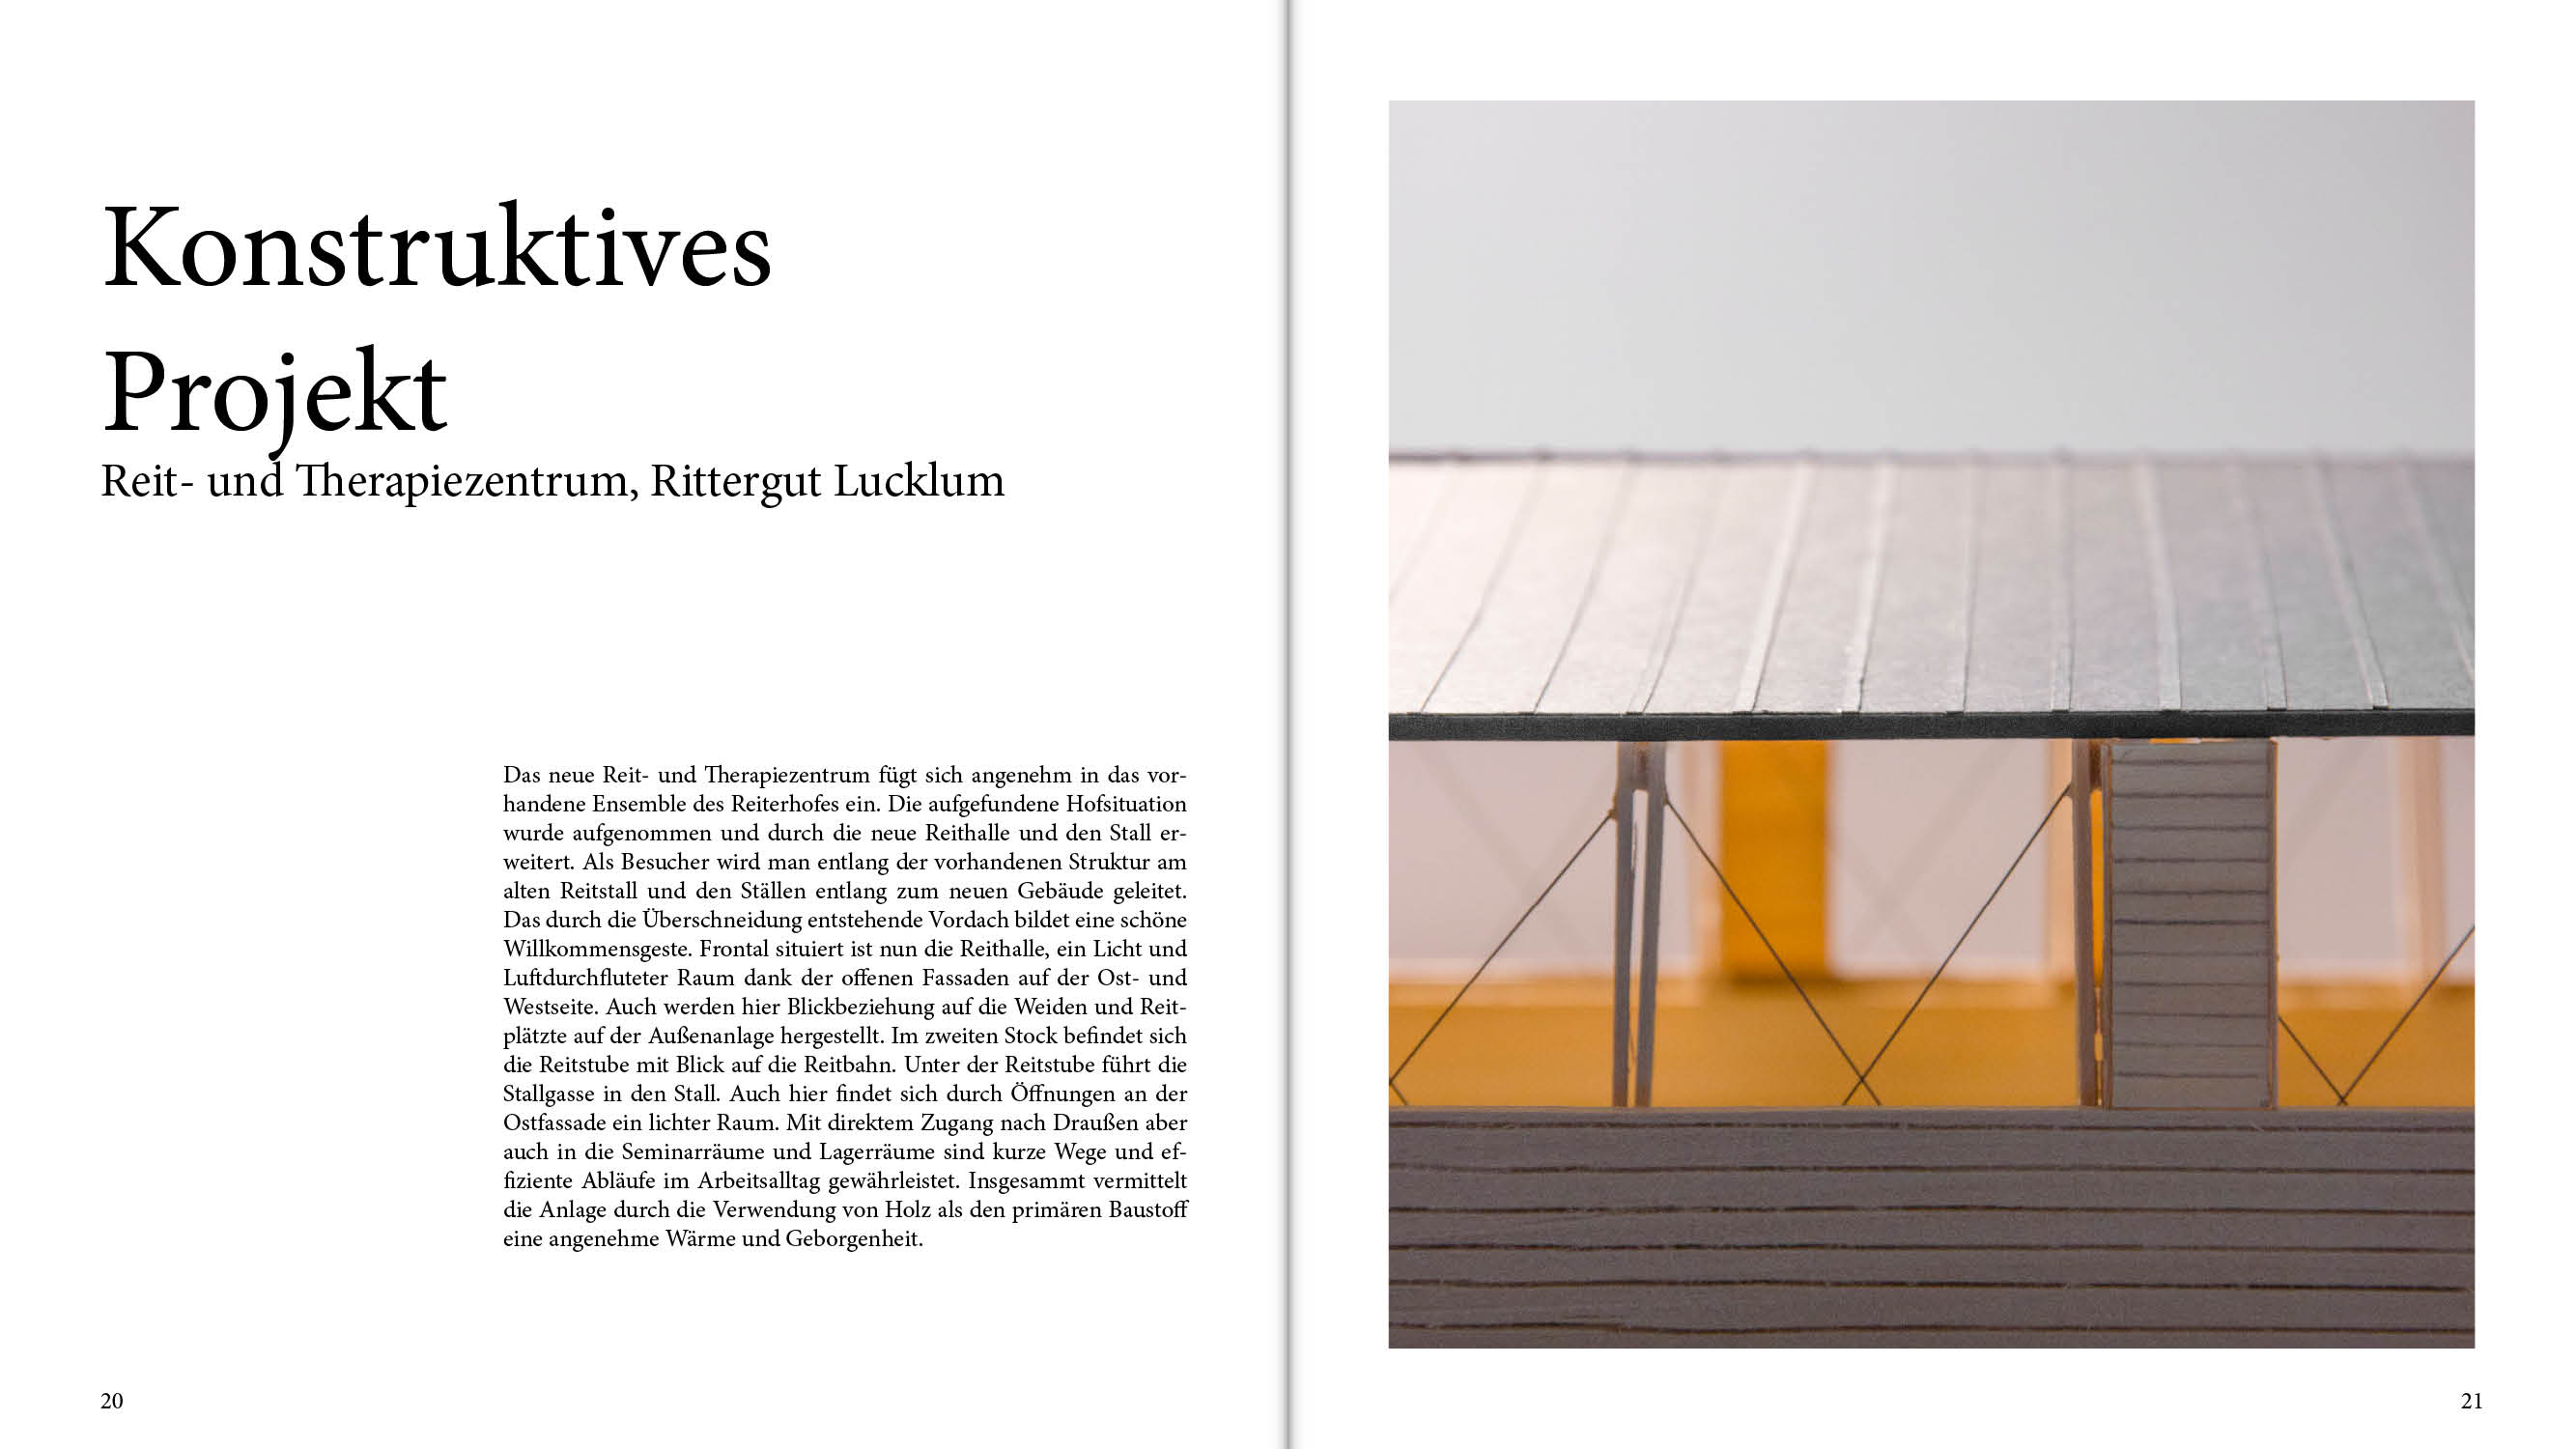 Konstruktives
Projekt
Reit- und Therapiezentrum, Rittergut Lucklum
Das neue Reit- und Therapiezentrum fügt sich angenehm in das vor-
handene Ensemble des Reiterhofes ein. Die aufgefundene Hofsituation
wurde aufgenommen und durch die neue Reithalle und den Stall er-
weitert. Als Besucher wird man entlang der vorhandenen Struktur am
alten Reitstall und den Ställen entlang zum neuen Gebäude geleitet.
Das durch die Überschneidung entstehende Vordach bildet eine schöne
Willkommensgeste. Frontal situiert ist nun die Reithalle, ein Licht und
Luftdurchfluteter Raum dank der offenen Fassaden auf der Ost- und
Westseite. Auch werden hier Blickbeziehung auf die Weiden und Reit-
plätzte auf der Außenanlage hergestellt. Im zweiten Stock befindet sich
die Reitstube mit Blick auf die Reitbahn. Unter der Reitstube führt die
Stallgasse in den Stall. Auch hier findet sich durch Öffnungen an der
Ostfassade ein lichter Raum. Mit direktem Zugang nach Draußen aber
auch in die Seminarräume und Lagerräume sind kurze Wege und ef-
fiziente Abläufe im Arbeitsalltag gewährleistet. Insgesammt vermittelt
die Anlage durch die Verwendung von Holz als den primären Baustoff
eine angenehme Wärme und Geborgenheit.
20
21